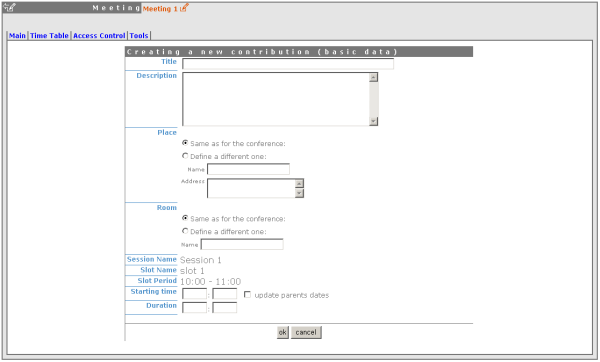 Meeting Meeting 1
Main Time Table Access Control Tools
Creating a new contribution (basic data)
Title
Description
Place
Same as for the conference:
Define a different one:
Name
Address
Room
Same as for the conference:
Define a different one:
Name
Session Name Session 1
Slot Name slot 1
Slot Period 10:00 - 11:00
Starting time : update parents dates
Duration :
ok cancel